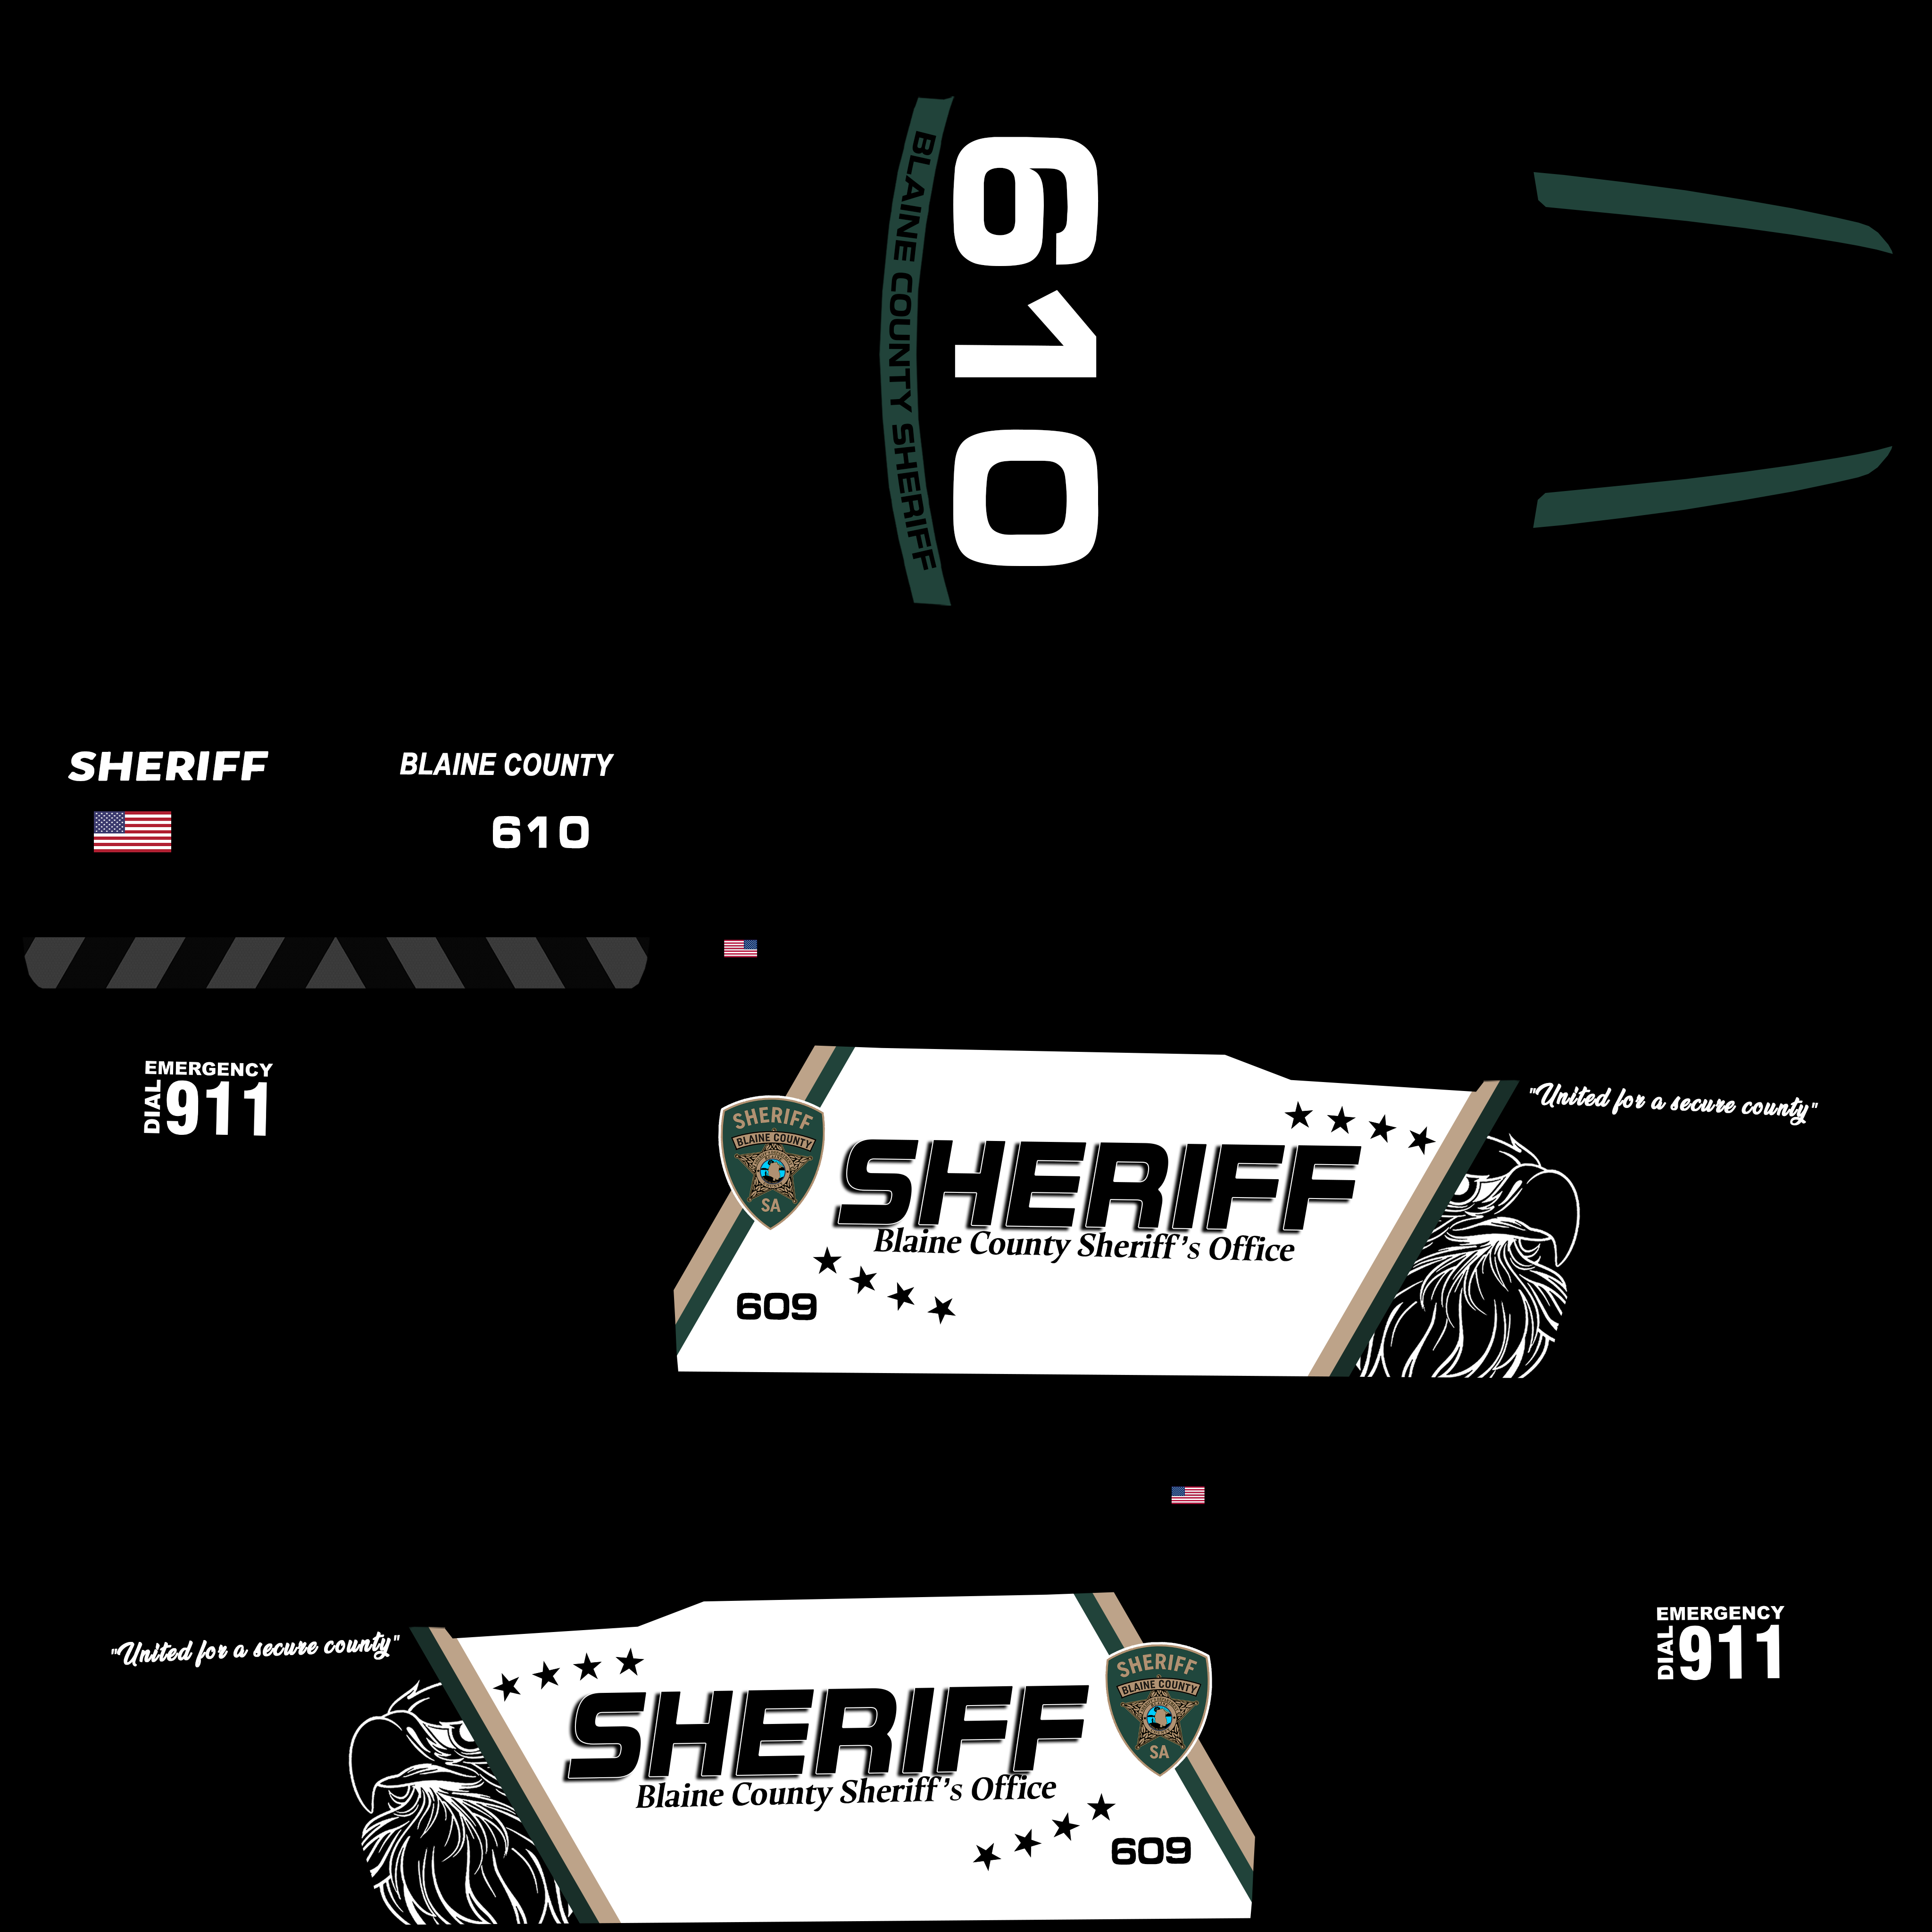 BLAINE COUNTY SHERIFF
610
SHERIFF
BLAINE COUNTY
610
EMERGENCY
DIAL
911
SHERIFF
BLAINE COUNTY
SA
SHERIFF
Blaine County Sheriff's Office
609
"United for a secure county"
"United for a secure county"
SHERIFF
Blaine County Sheriff's Office
609
SHERIFF
BLAINE COUNTY
SA
EMERGENCY
DIAL
911